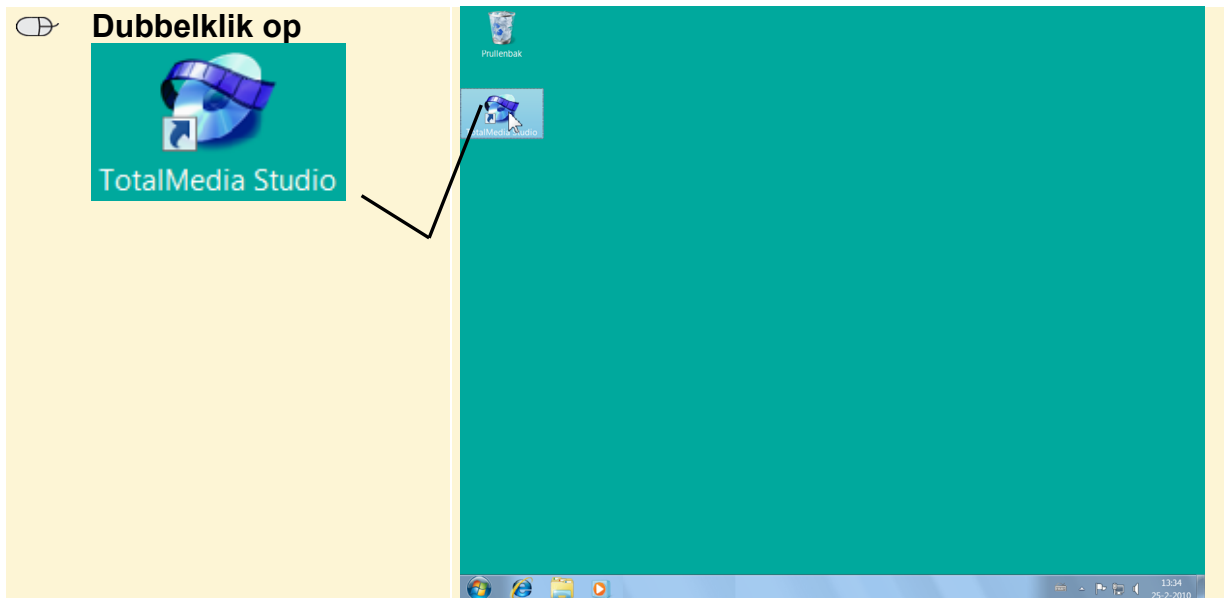 Dubbelklik op
TotalMedia Studio
Prullenbak
TotalMedia Studio
13:34
25-2-2010